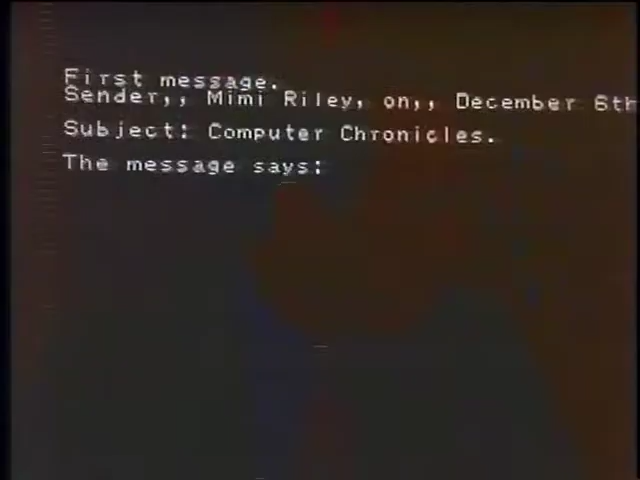 First message.
Sender,, Mimi Riley, on,, December 6th
Subject: Computer Chronicles.
The message says: